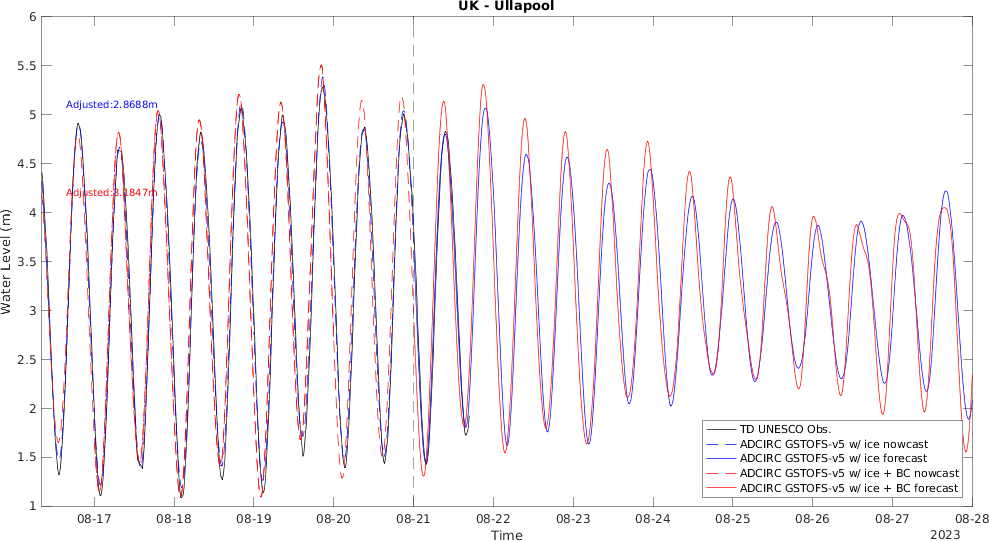 UK - Ullapool
6
5.5
5
4.5
4
3.5
3
2.5
2
1.5
1
Water Level (m)
Adjusted:2.8688m
Adjusted:3.1847m
TD UNESCO Obs.
ADCIRC GSTOFS-v5 w/ ice nowcast
ADCIRC GSTOFS-v5 w/ ice forecast
ADCIRC GSTOFS-v5 w/ ice + BC nowcast
ADCIRC GSTOFS-v5 w/ ice + BC forecast
08-17 08-18 08-19 08-20 08-21 08-22 08-23 08-24 08-25 08-26 08-27 08-28
Time
2023